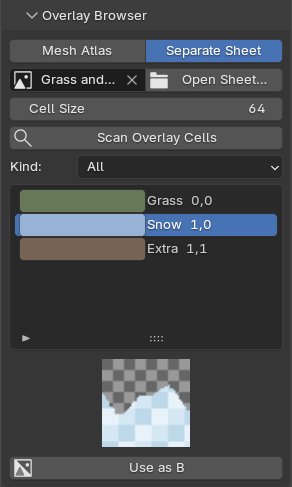 Overlay Browser
Mesh Atlas Separate Sheet
Grass and... Open Sheet...
Cell Size 64
Scan Overlay Cells
Kind: All
Grass 0,0
Snow 1,0
Extra 1,1
Use as B